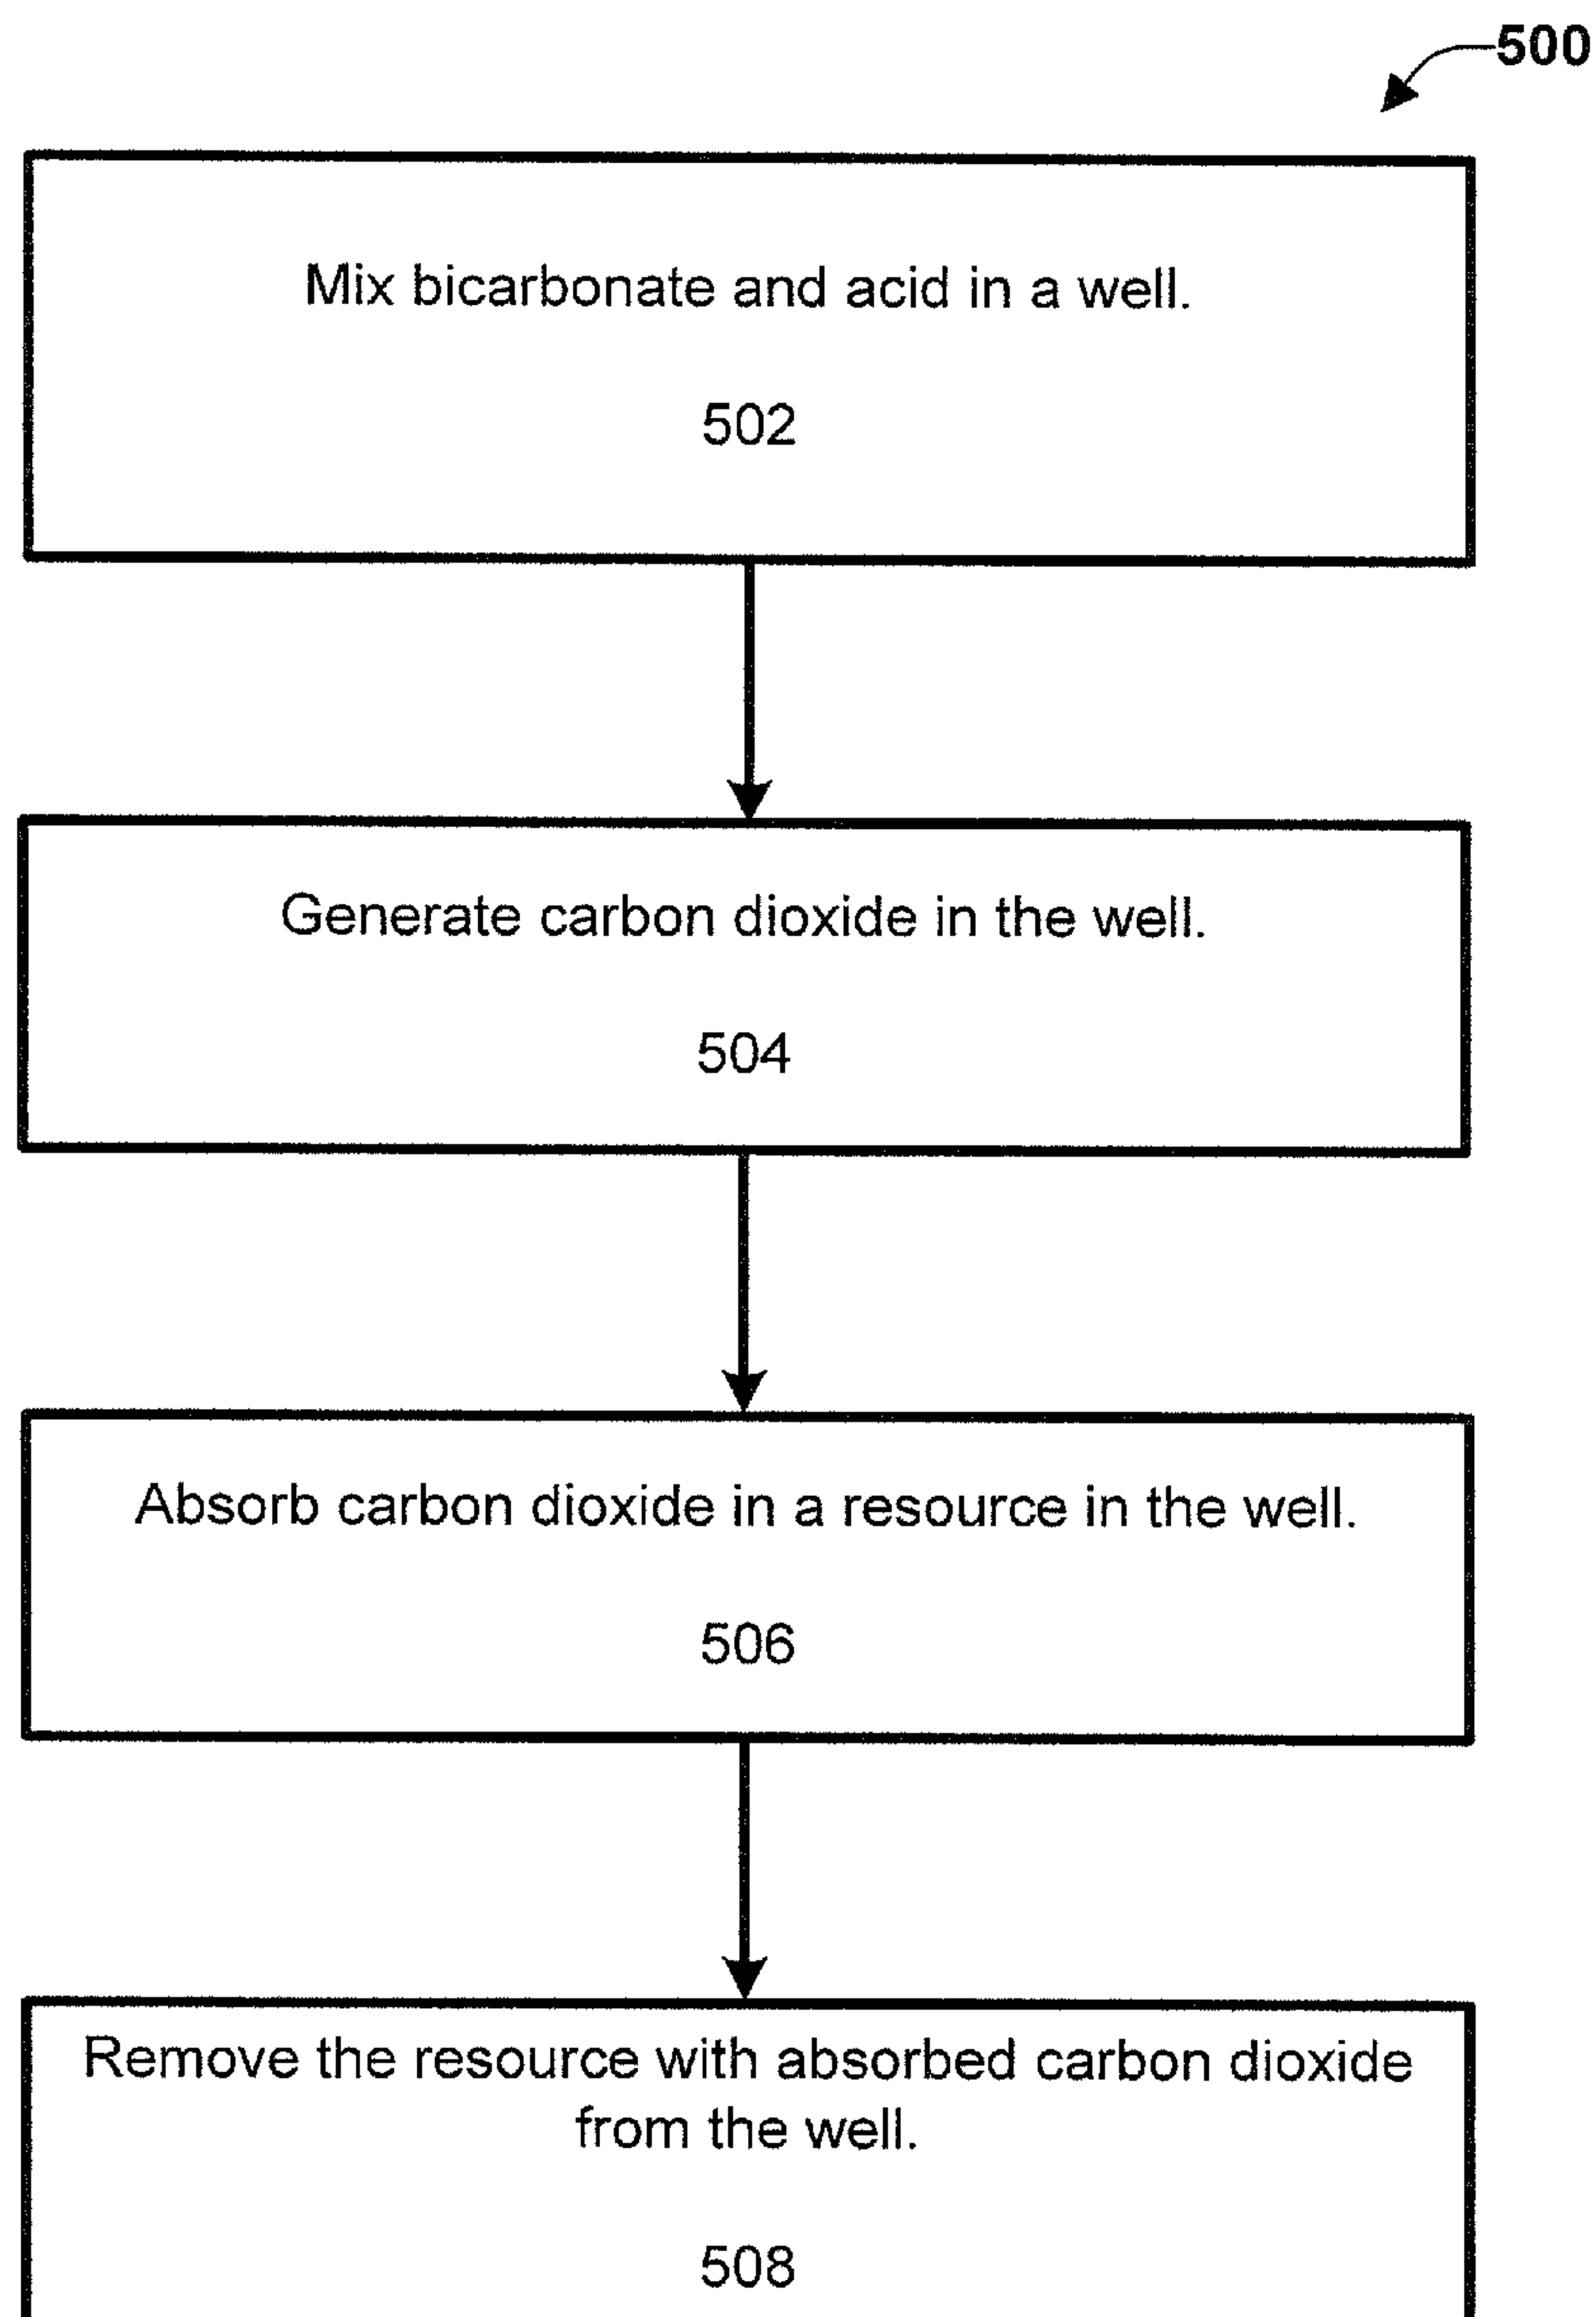 500
Mix bicarbonate and acid in a well.
502
Generate carbon dioxide in the well.
504
Absorb carbon dioxide in a resource in the well.
506
Remove the resource with absorbed carbon dioxide
from the well.
508